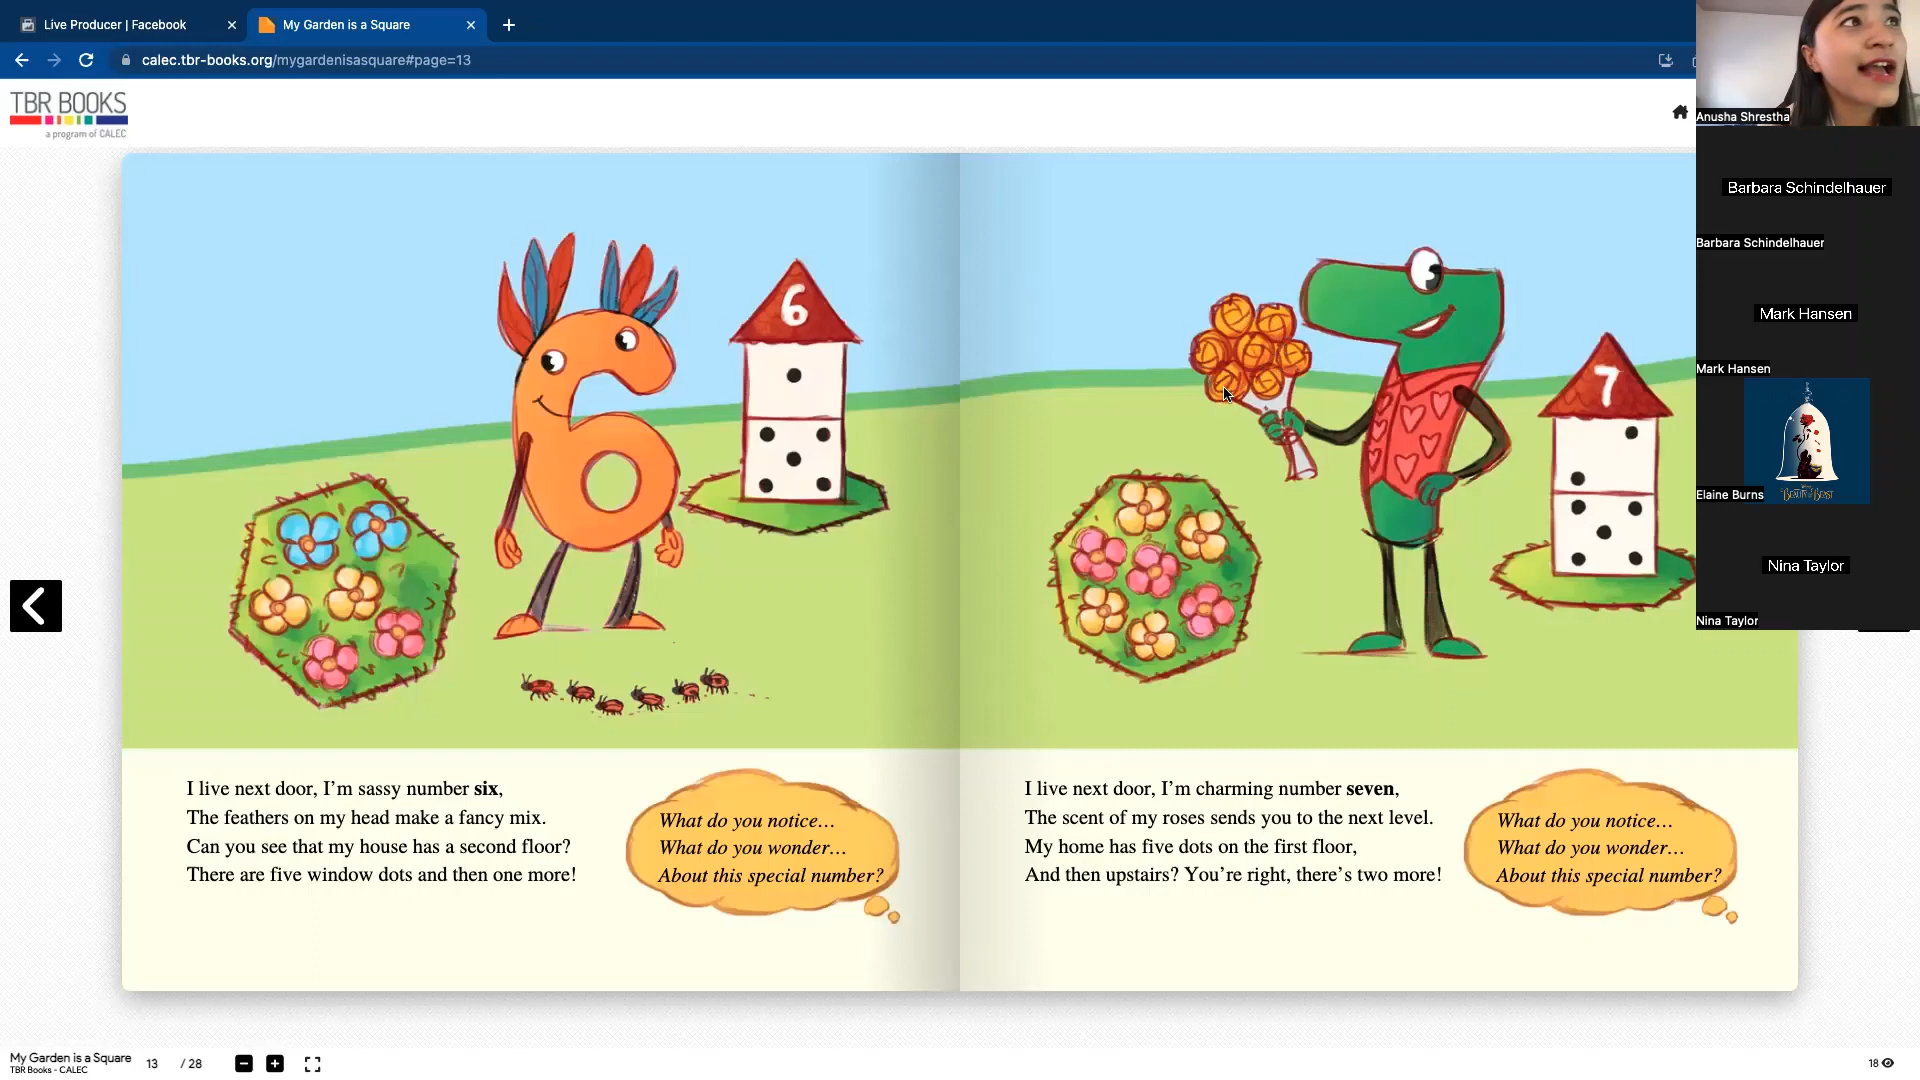 Live Producer | Facebook
My Garden is a Square
calec.tbr-books.org/mygardenisasquare#page=13
TBR BOOKS
a program of CALEC
Anusha Shrestha
Barbara Schindelhauer
Barbara Schindelhauer
Mark Hansen
Mark Hansen
Elaine Burns
Beauty and the Beast
Nina Taylor
Nina Taylor
6
7
I live next door, I’m sassy number six,
The feathers on my head make a fancy mix.
Can you see that my house has a second floor?
There are five window dots and then one more!
What do you notice…
What do you wonder…
About this special number?
I live next door, I’m charming number seven,
The scent of my roses sends you to the next level.
My home has five dots on the first floor,
And then upstairs? You’re right, there’s two more!
What do you notice…
What do you wonder…
About this special number?
My Garden is a Square
TBR Books - CALEC
13 / 28
18